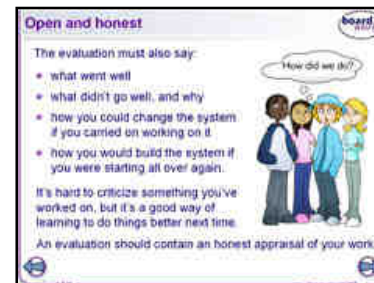 Open and honest
board
The evaluation must also say:
what went well
what didn't go well, and why
how you could change the system
if you carried on working on it
how you would build the system if
you were starting all over again.
How did we do?
It's hard to criticize something you've
worked on, but it's a good way of
learning to do things better next time.
An evaluation should contain an honest appraisal of your work